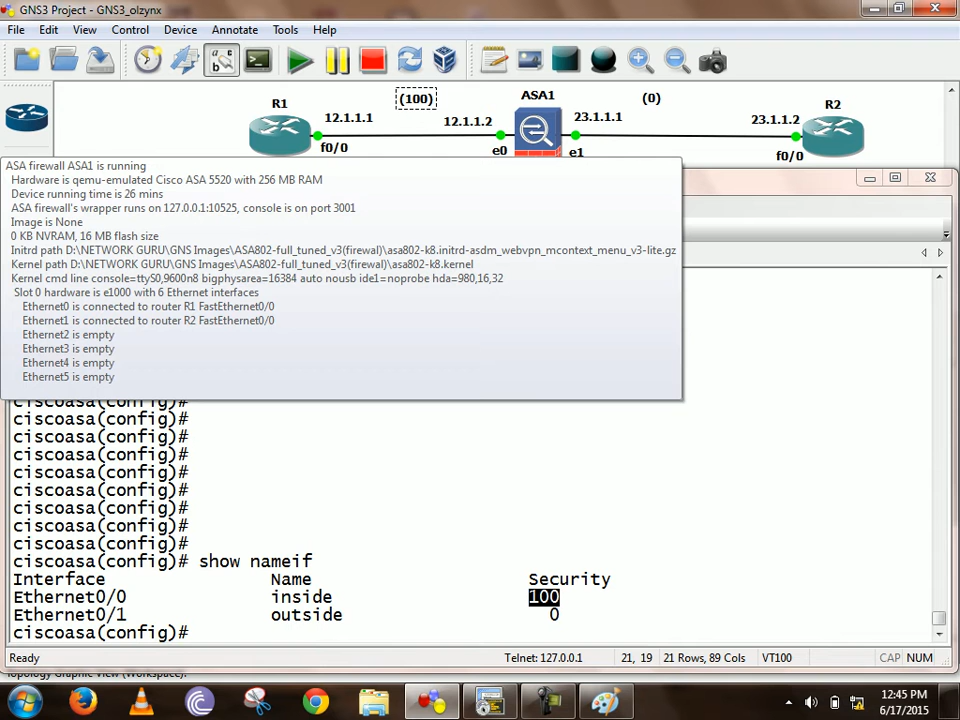 GNS3 Project - GNS3_olzynx
File Edit View Control Device Annotate Tools Help
(100) ASA1 (0)
R1 R2
12.1.1.1 12.1.1.2 23.1.1.1 23.1.1.2
f0/0 e0 e1 f0/0
ASA firewall ASA1 is running
Hardware is qemu-emulated Cisco ASA 5520 with 256 MB RAM
Device running time is 26 mins
ASA firewall's wrapper runs on 127.0.0.1:10525, console is on port 3001
Image is None
0 KB NVRAM, 16 MB flash size
Initrd path D:\NETWORK GURU\GNS Images\ASA802-full_tuned_v3(firewal)\asa802-k8.initrd-asdm_webvpn_mcontext_menu_v3-lite.gz
Kernel path D:\NETWORK GURU\GNS Images\ASA802-full_tuned_v3(firewal)\asa802-k8.kernel
Kernel cmd line console=ttyS0,9600n8 bigphysarea=16384 auto nousb ide1=noprobe hda=980,16,32
Slot 0 hardware is e1000 with 6 Ethernet interfaces
Ethernet0 is connected to router R1 FastEthernet0/0
Ethernet1 is connected to router R2 FastEthernet0/0
Ethernet2 is empty
Ethernet3 is empty
Ethernet4 is empty
Ethernet5 is empty
ciscoasa(config)#
ciscoasa(config)#
ciscoasa(config)#
ciscoasa(config)#
ciscoasa(config)#
ciscoasa(config)#
ciscoasa(config)#
ciscoasa(config)#
ciscoasa(config)#
ciscoasa(config)# show nameif
Interface Name Security
Ethernet0/0 inside 100
Ethernet0/1 outside 0
ciscoasa(config)#
Ready Telnet: 127.0.0.1 21, 19 21 Rows, 89 Cols VT100 CAP NUM
Topology Graphic View (Workspace).
12:45 PM
6/17/2015